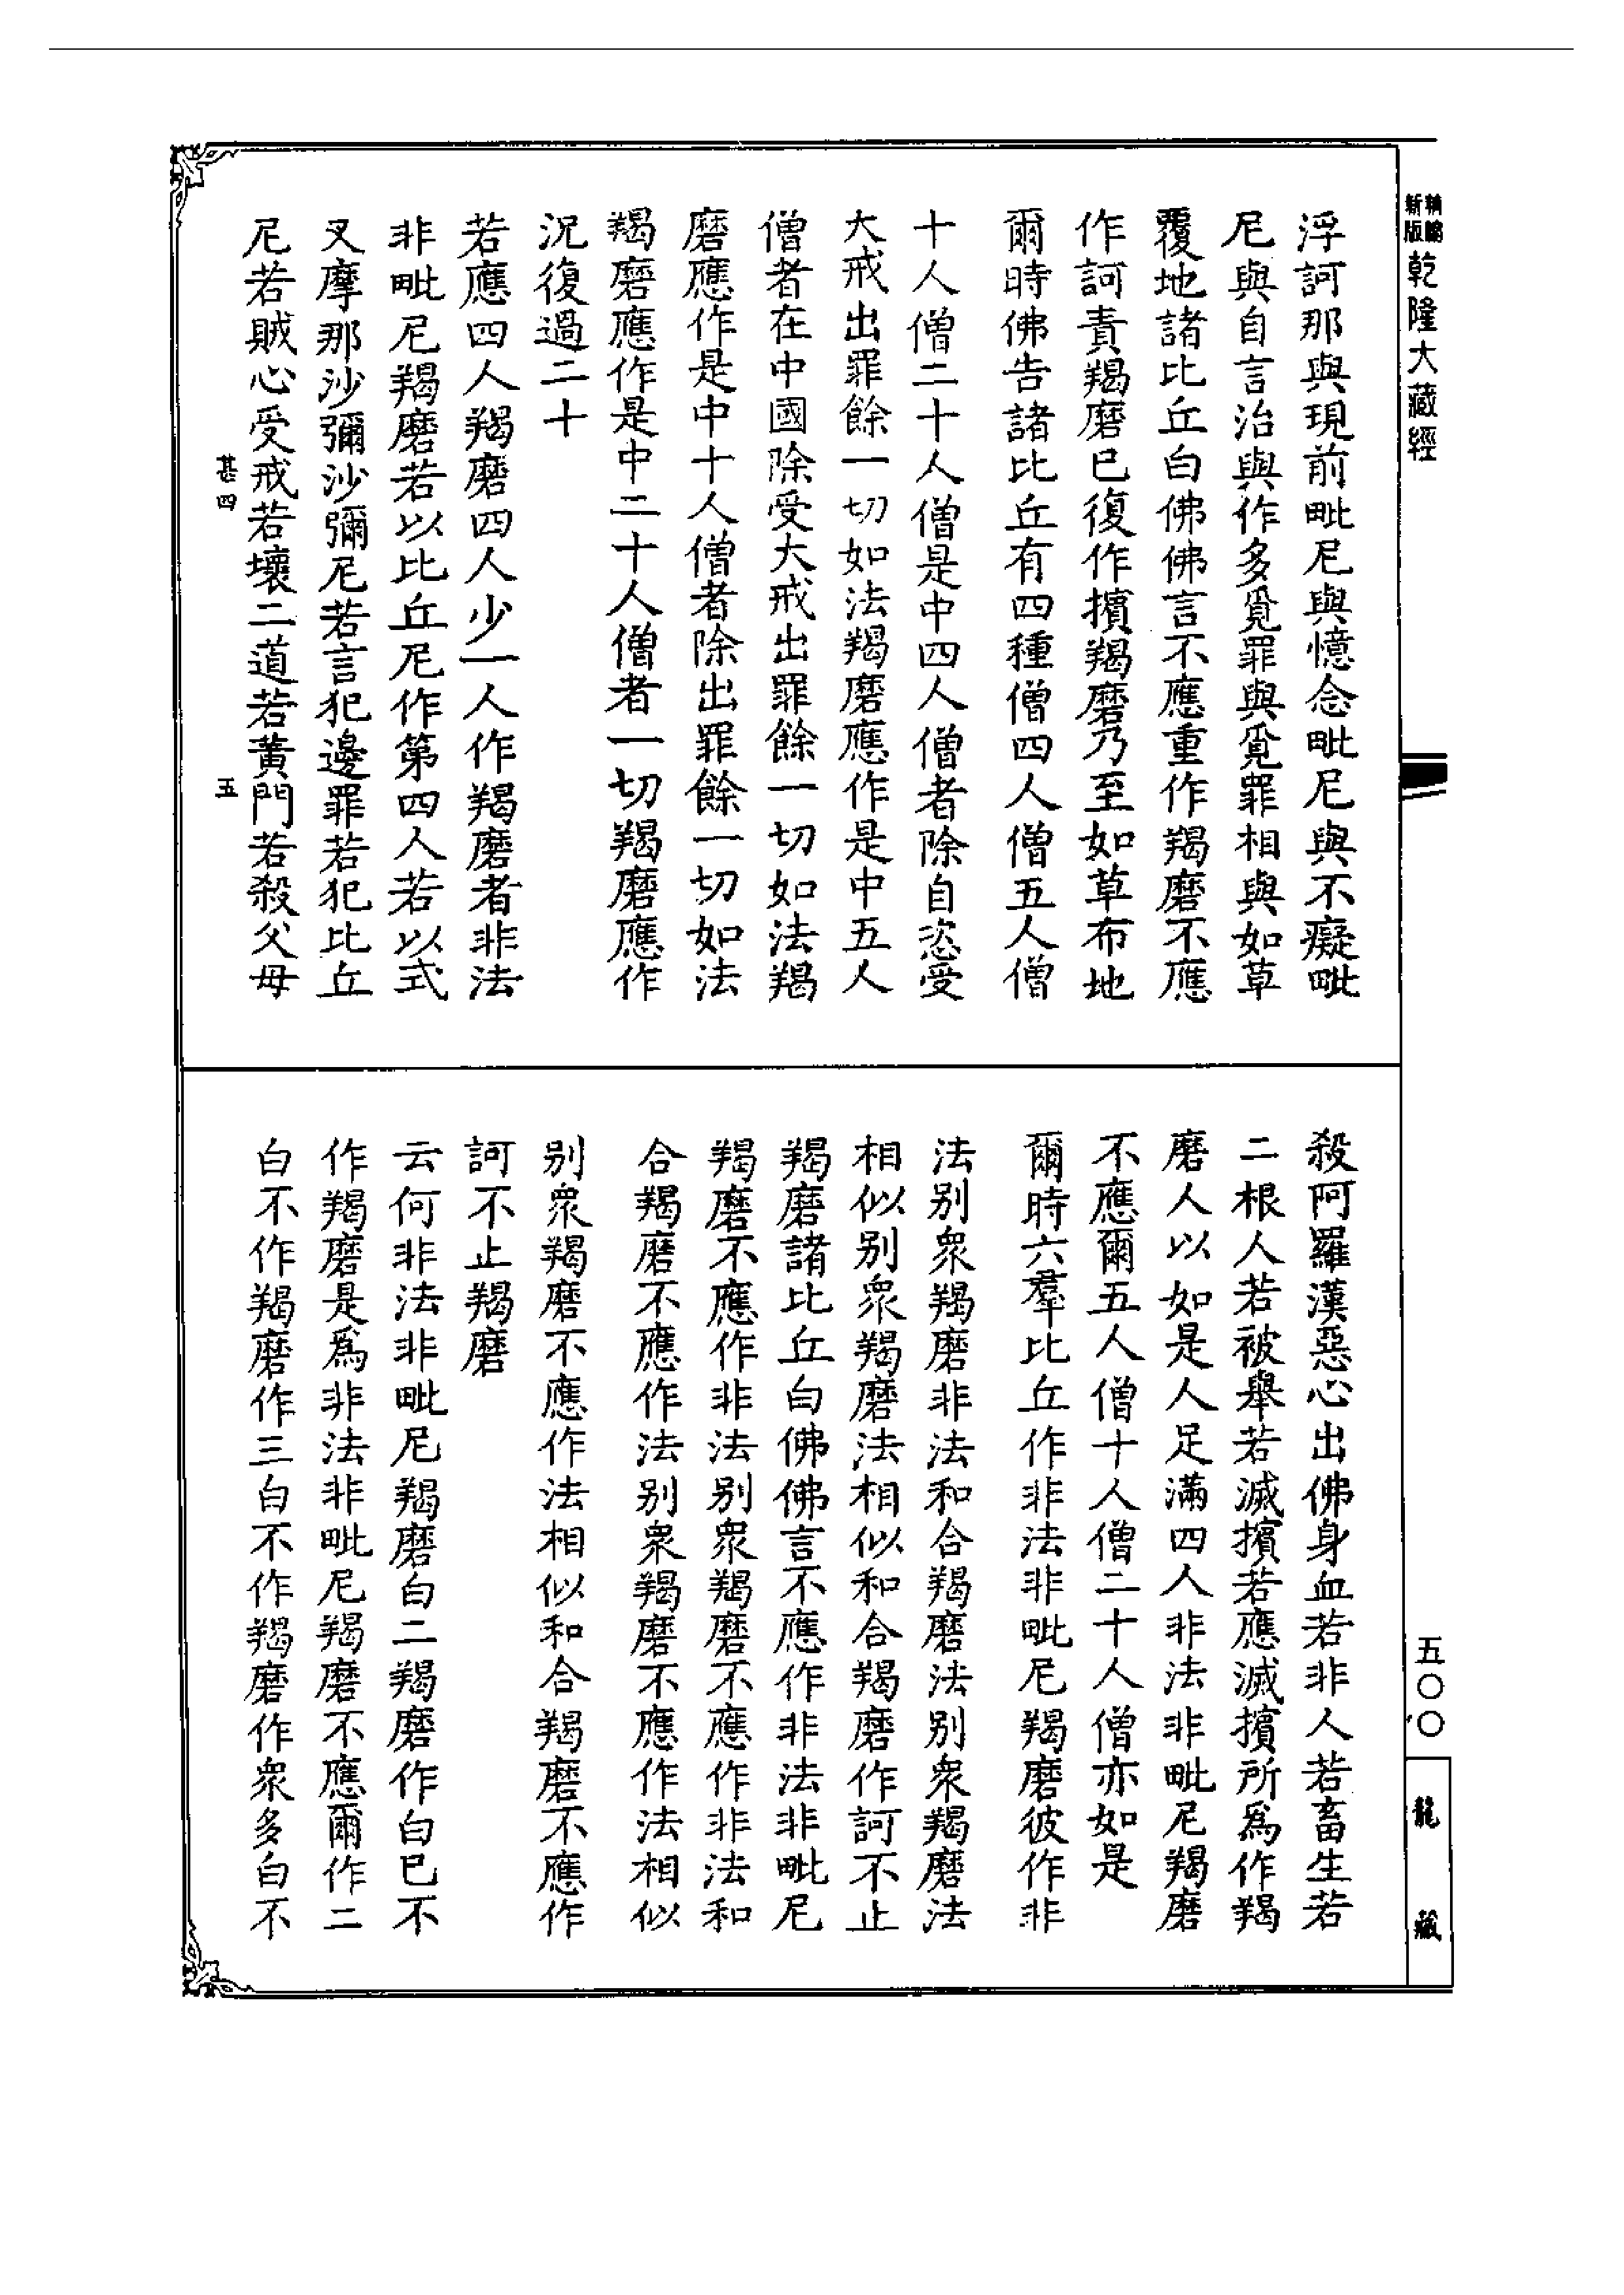 精編
新版
乾隆大藏經
浮訶那與現前毗尼與憶念毗尼與不癡毗
尼與自言治與作多覓罪與覓罪相與如草
覆地諸比丘白佛佛言不應重作羯磨不應
作訶責羯磨已復作擯羯磨乃至如草布地
爾時佛告諸比丘有四種僧四人僧五人僧
十人僧二十人僧是中四人僧者除自恣受
大戒出罪餘一切如法羯磨應作是中五人
僧者在中國除受大戒出罪餘一切如法羯
磨應作是中十人僧者除出罪餘一切如法
羯磨應作是中二十人僧者一切羯磨應作
況復過二十
若應四人羯磨四人少一人作羯磨者非法
非毗尼羯磨若以比丘尼作第四人若以式
叉摩那沙彌沙彌尼若言犯邊罪若犯比丘
尼若賊心受戒若壞二道若黃門若殺父母
甚四
五
殺阿羅漢惡心出佛身血若非人若畜生若
二根人若被舉若滅擯若應滅擯所爲作羯
磨人以如是人足滿四人非法非毗尼羯磨
不應爾五人僧十人僧二十人僧亦如是
爾時六羣比丘作非法非毗尼羯磨彼作非
法別衆羯磨非法和合羯磨法別衆羯磨法
相似別衆羯磨法相似和合羯磨作訶不止
羯磨諸比丘白佛佛言不應作非法非毗尼
羯磨不應作非法別衆羯磨不應作非法和
合羯磨不應作法別衆羯磨不應作法相似
別衆羯磨不應作法相似和合羯磨不應作
訶不止羯磨
云何非法非毗尼羯磨白二羯磨作白已不
作羯磨是爲非法非毗尼羯磨不應爾作二
白不作羯磨作三白不作羯磨作衆多白不
五〇〇
龍藏